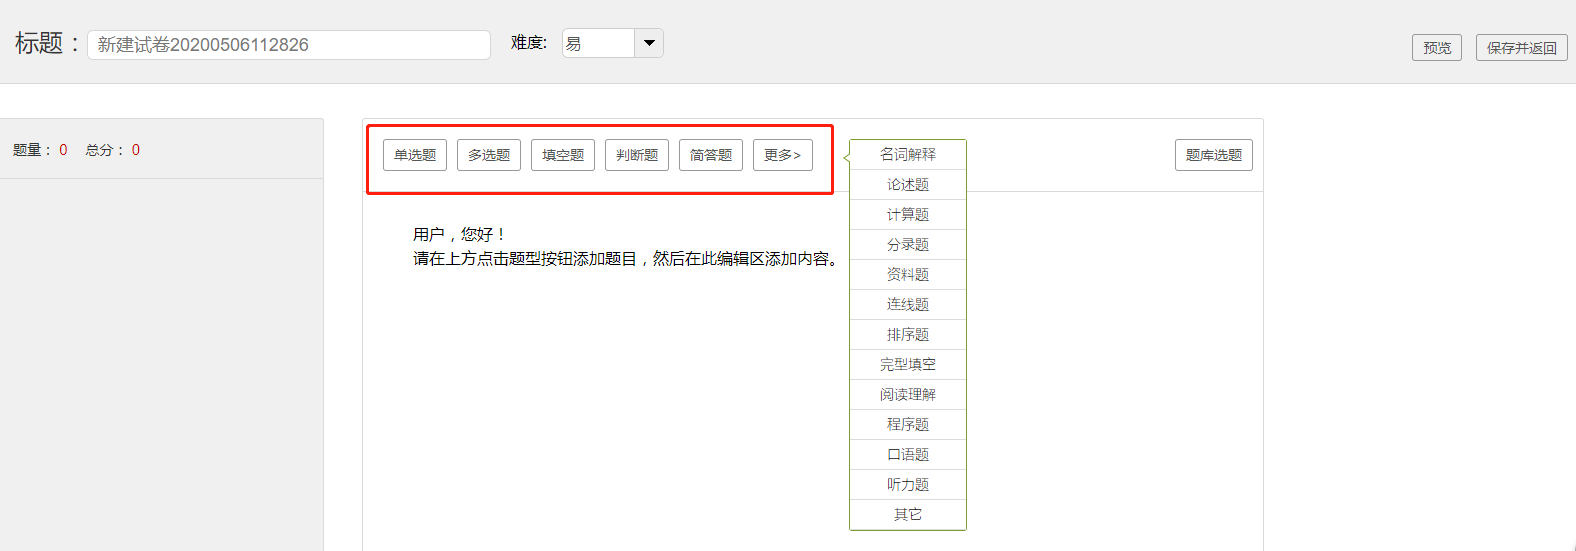 标题：新建试卷20200506112826 难度: 易 预览 保存并返回
题量：0 总分：0
单选题 多选题 填空题 判断题 简答题 更多> 题库选题
名词解释
论述题
计算题
分录题
资料题
连线题
排序题
完型填空
阅读理解
程序题
口语题
听力题
其它
用户，您好！
请在上方点击题型按钮添加题目，然后在此编辑区添加内容。